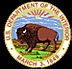 U.S. DEPARTMENT OF THE INTERIOR
MARCH 3, 1849